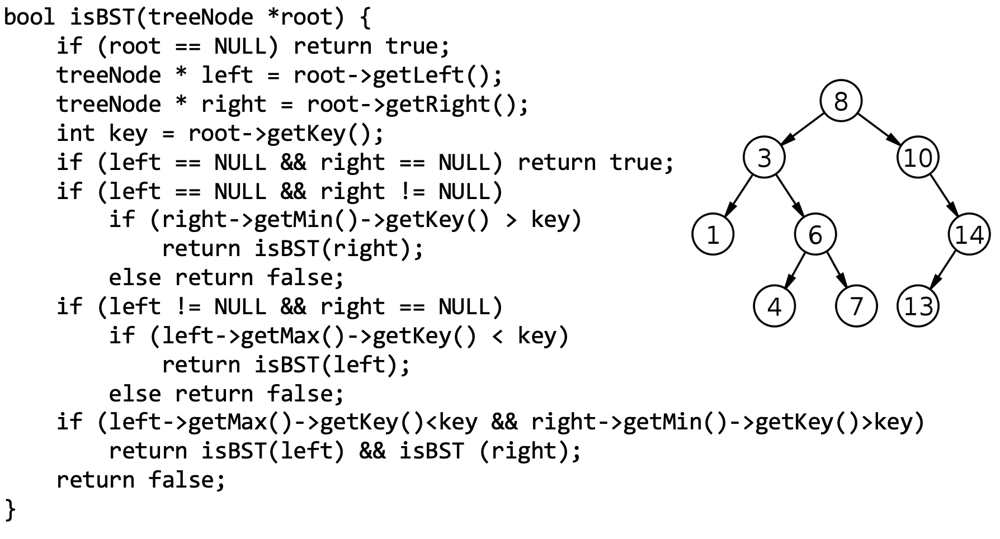 bool isBST(treeNode *root) {
    if (root == NULL) return true;
    treeNode * left = root->getLeft();
    treeNode * right = root->getRight();
    int key = root->getKey();
    if (left == NULL && right == NULL) return true;
    if (left == NULL && right != NULL)
        if (right->getMin()->getKey() > key)
            return isBST(right);
        else return false;
    if (left != NULL && right == NULL)
        if (left->getMax()->getKey() < key)
            return isBST(left);
        else return false;
    if (left->getMax()->getKey()<key && right->getMin()->getKey()>key)
        return isBST(left) && isBST (right);
    return false;
}
8
3 10
1 6 14
4 7 13